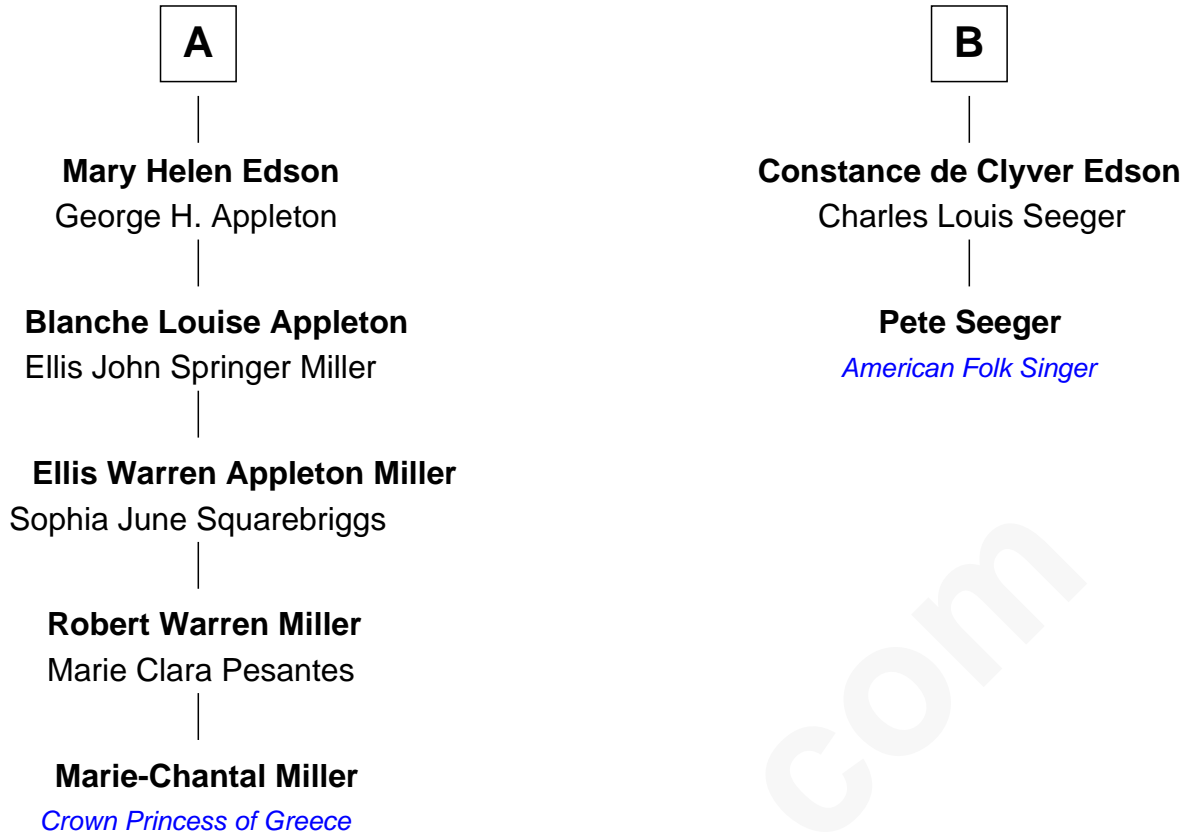 A
Mary Helen Edson
George H. Appleton
Blanche Louise Appleton
Ellis John Springer Miller
Ellis Warren Appleton Miller
Sophia June Squarebriggs
Robert Warren Miller
Marie Clara Pesantes
Marie-Chantal Miller
Crown Princess of Greece
B
Constance de Clyver Edson
Charles Louis Seeger
Pete Seeger
American Folk Singer
com